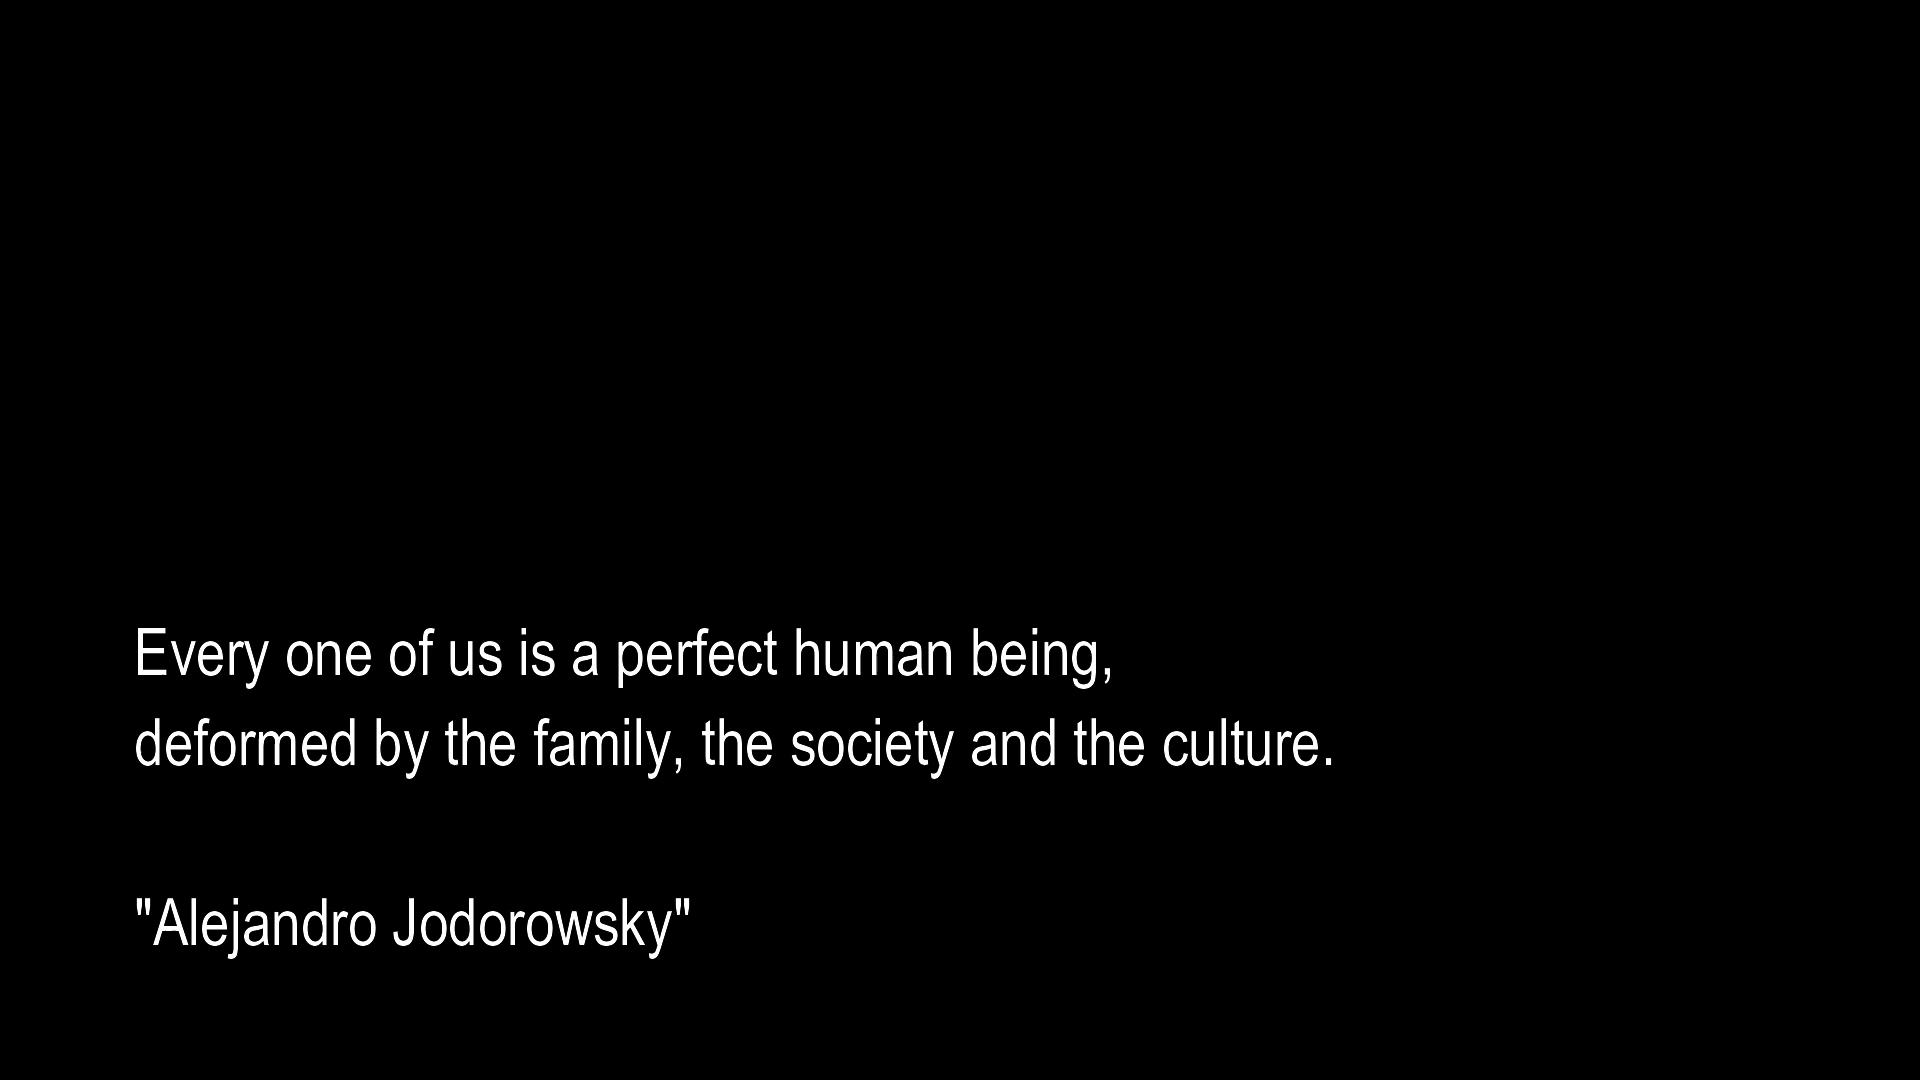 Every one of us is a perfect human being,
deformed by the family, the society and the culture.
"Alejandro Jodorowsky"